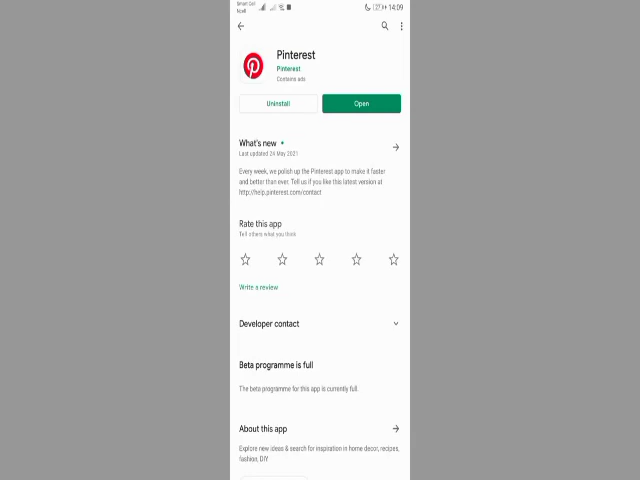 Smart Cell
Ncell
27
14:09
Pinterest
Pinterest
Contains ads
Uninstall
Open
What's new
Last updated 24 May 2021
Every week, we polish up the Pinterest app to make it faster
and better than ever. Tell us if you like this latest version at
http://help.pinterest.com/contact
Rate this app
Tell others what you think
Write a review
Developer contact
Beta programme is full
The beta programme for this app is currently full.
About this app
Explore new ideas & search for inspiration in home decor, recipes,
fashion, DIY